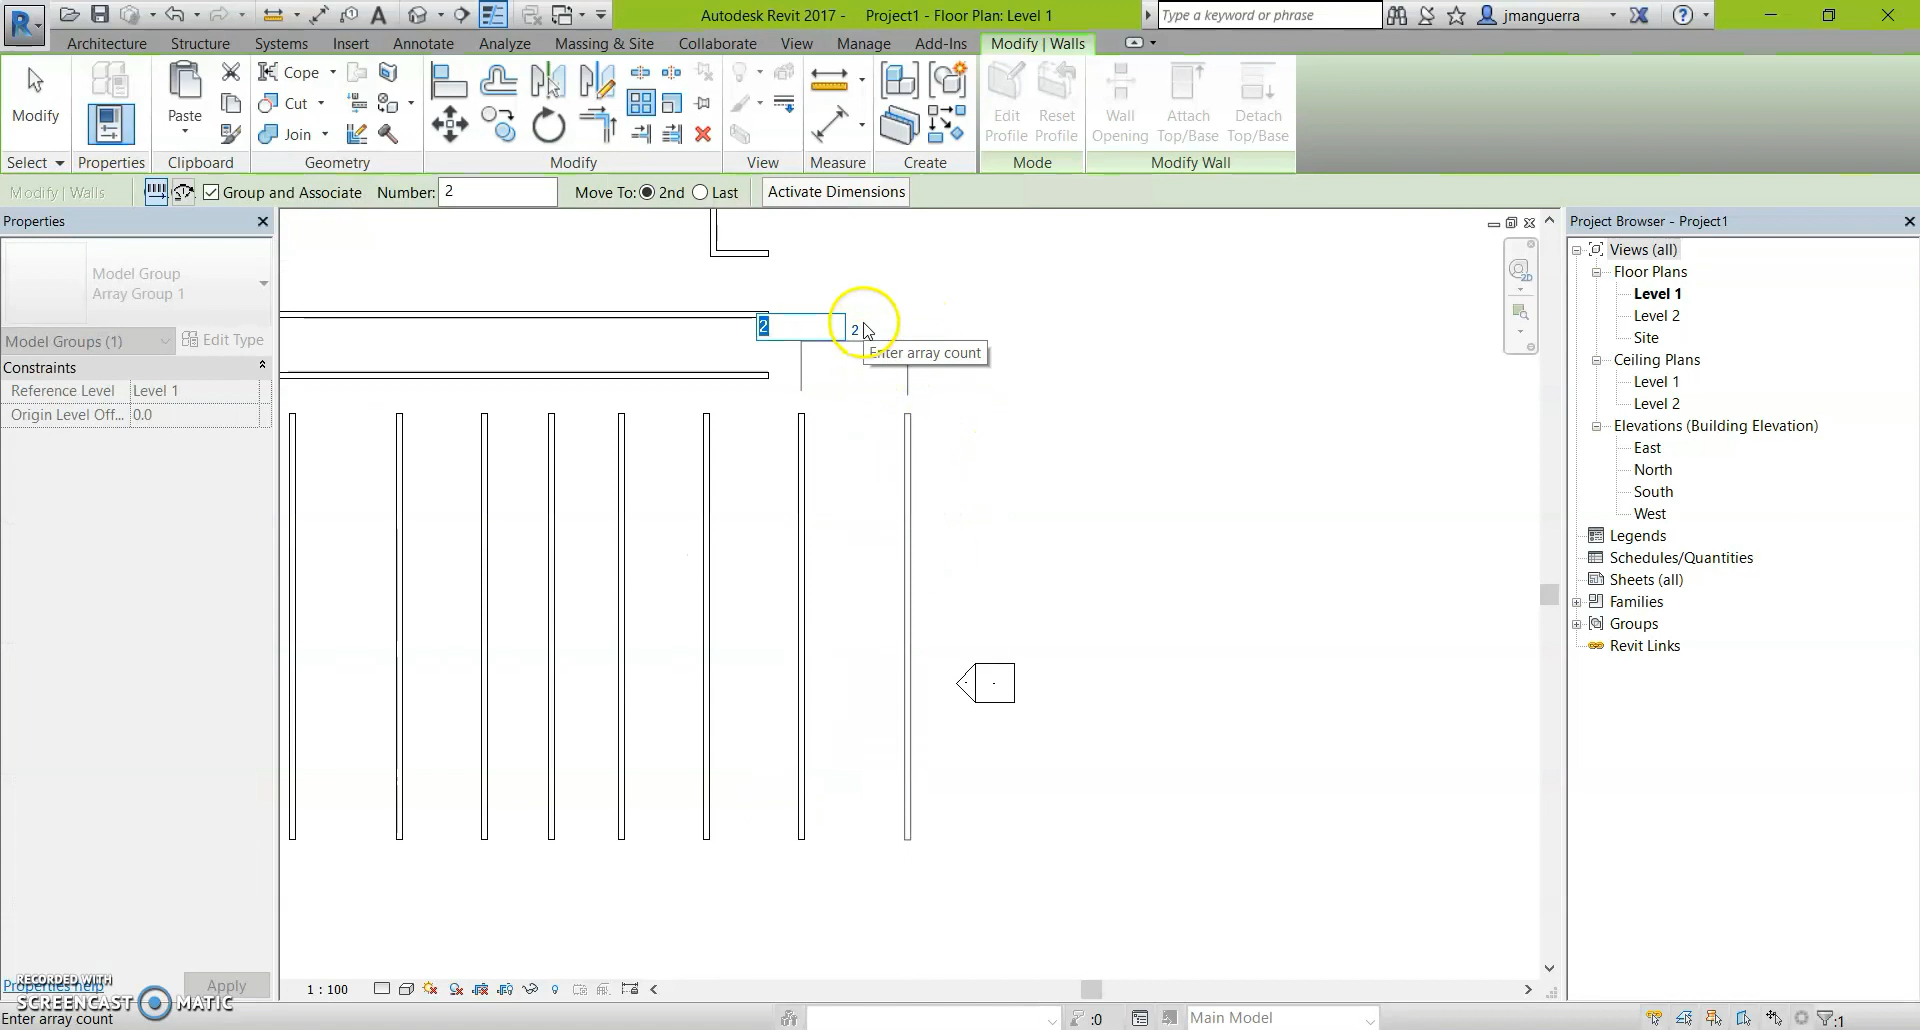 Autodesk Revit 2017 - Project1 - Floor Plan: Level 1
Type a keyword or phrase
jmanguerra
Architecture Structure Systems Insert Annotate Analyze Massing & Site Collaborate View Manage Add-Ins Modify | Walls
Modify
Paste
Cope
Cut
Join
Edit Profile
Reset Profile
Wall Opening
Attach Top/Base
Detach Top/Base
Select Properties Clipboard Geometry Modify View Measure Create Mode Modify Wall
Modify | Walls Group and Associate Number: 2 Move To: 2nd Last Activate Dimensions
Properties
Model Group
Array Group 1
Model Groups (1) Edit Type
Constraints
Reference Level Level 1
Origin Level Off... 0.0
2
2
Enter array count
2D
Project Browser - Project1
Views (all)
Floor Plans
Level 1
Level 2
Site
Ceiling Plans
Level 1
Level 2
Elevations (Building Elevation)
East
North
South
West
Legends
Schedules/Quantities
Sheets (all)
Families
Groups
Revit Links
Properties help Apply
RECORDED WITH
SCREENCAST MATIC
1 : 100
Enter array count
:0
Main Model
:1